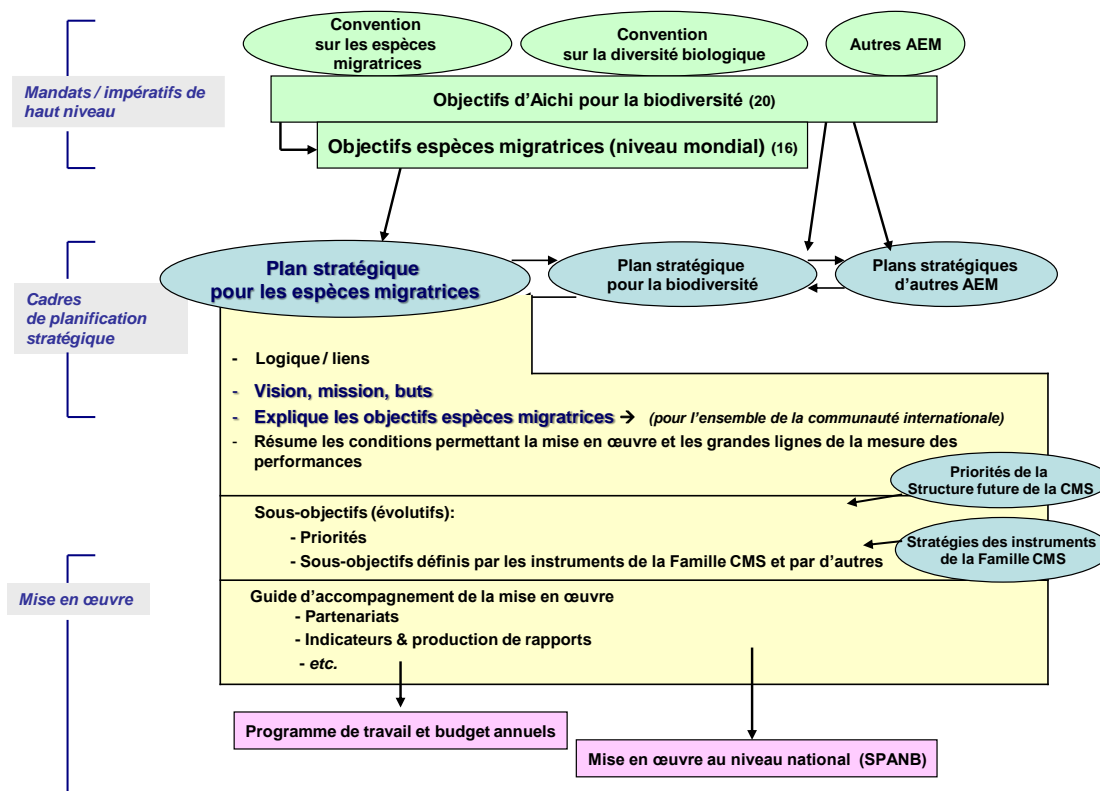 Convention
sur les espèces
migratrices
Convention
sur la diversité biologique
Autres AEM
Mandats / impératifs de
haut niveau
Objectifs d’Aichi pour la biodiversité (20)
Objectifs espèces migratrices (niveau mondial) (16)
Cadres
de planification
stratégique
Plan stratégique
pour les espèces migratrices
Plan stratégique
pour la biodiversité
Plans stratégiques
d’autres AEM
- Logique / liens
- Vision, mission, buts
- Explique les objectifs espèces migratrices → (pour l’ensemble de la communauté internationale)
- Résume les conditions permettant la mise en œuvre et les grandes lignes de la mesure des
performances
Priorités de la
Structure future de la CMS
Sous-objectifs (évolutifs):
- Priorités
- Sous-objectifs définis par les instruments de la Famille CMS et par d’autres
Stratégies des instruments
de la Famille CMS
Mise en œuvre
Guide d’accompagnement de la mise en œuvre
- Partenariats
- Indicateurs & production de rapports
- etc.
Programme de travail et budget annuels
Mise en œuvre au niveau national (SPANB)